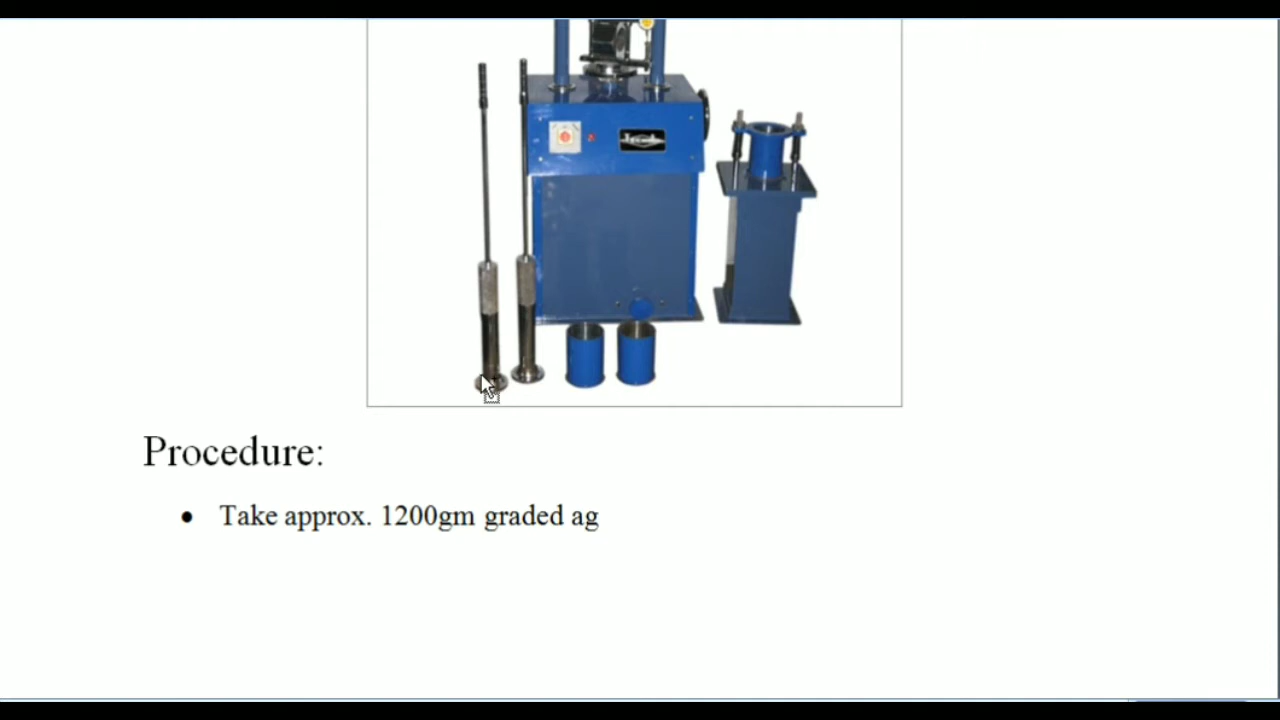 Procedure:
• Take approx. 1200gm graded ag